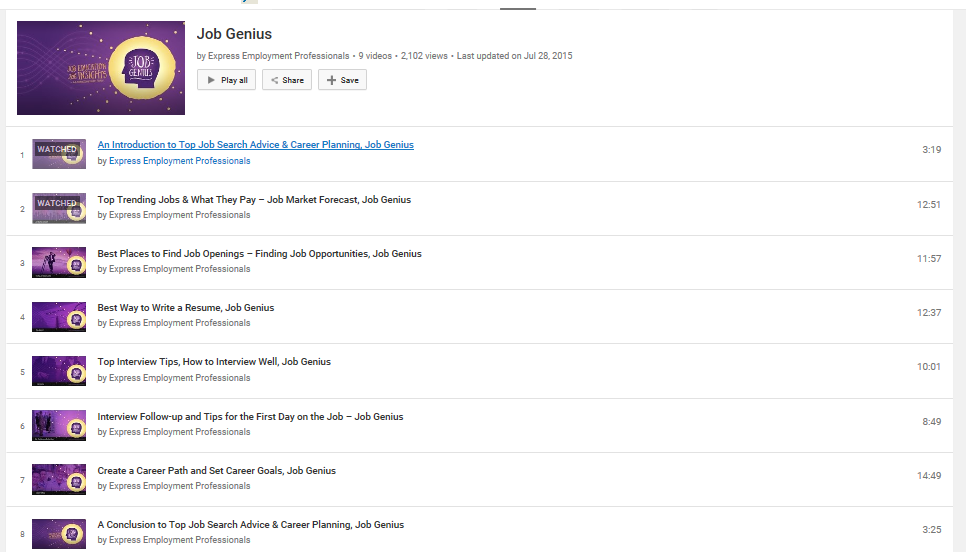 JOB EDUCATION
AND INSIGHTS
JOB
GENIUS
Job Genius
by Express Employment Professionals • 9 videos • 2,102 views • Last updated on Jul 28, 2015
Play all
Share
Save
1
WATCHED
An Introduction to Top Job Search Advice & Career Planning, Job Genius
by Express Employment Professionals
3:19
2
WATCHED
Top Trending Jobs & What They Pay – Job Market Forecast, Job Genius
by Express Employment Professionals
12:51
3
Best Places to Find Job Openings – Finding Job Opportunities, Job Genius
by Express Employment Professionals
11:57
4
Best Way to Write a Resume, Job Genius
by Express Employment Professionals
12:37
5
Top Interview Tips, How to Interview Well, Job Genius
by Express Employment Professionals
10:01
6
Interview Follow-up and Tips for the First Day on the Job – Job Genius
by Express Employment Professionals
8:49
7
Create a Career Path and Set Career Goals, Job Genius
by Express Employment Professionals
14:49
8
A Conclusion to Top Job Search Advice & Career Planning, Job Genius
by Express Employment Professionals
3:25